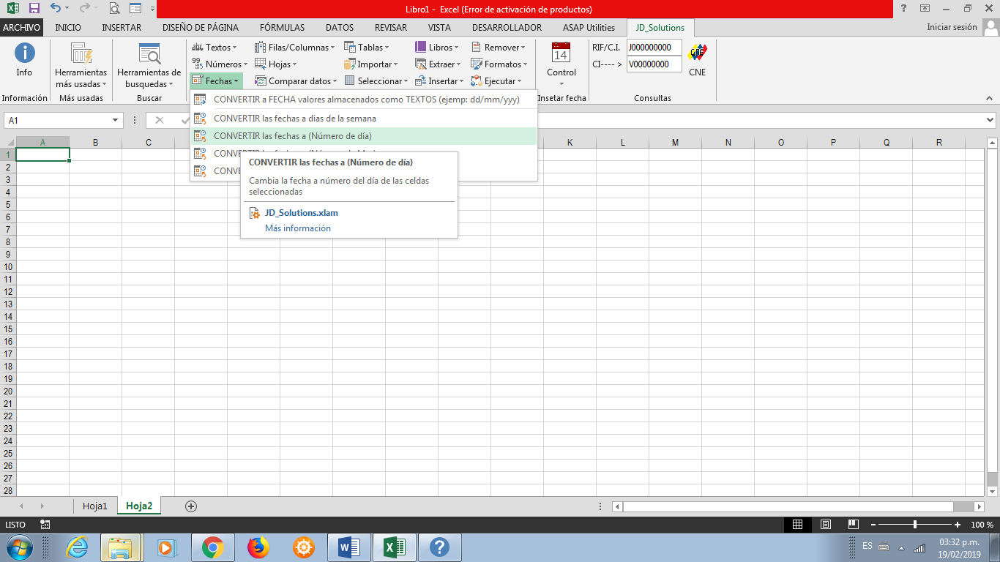 Libro1 - Excel (Error de activación de productos)
ARCHIVO INICIO INSERTAR DISEÑO DE PÁGINA FÓRMULAS DATOS REVISAR VISTA DESARROLLADOR ASAP Utilities JD_Solutions Iniciar sesión
Info
Información
Herramientas
más usadas
Más usadas
Herramientas de
busquedas
Buscar
Textos Filas/Columnas Tablas Libros Remover
Números Hojas Importar Extraer Formatos
Fechas Comparar datos Seleccionar Insertar Ejecutar
14
Control
Insetar fecha
RIF/C.I. J000000000
CI----> V00000000
CNE
Consultas
CONVERTIR a FECHA valores almacenados como TEXTOS (ejemp: dd/mm/yyy)
CONVERTIR las fechas a dias de la semana
CONVERTIR las fechas a (Número de día)
CONVERTIR las fechas a (Número de día)
Cambia la fecha a número del día de las celdas
seleccionadas
JD_Solutions.xlam
Más información
A1
A B C K L M N O P Q R
1
2
3
4
5
6
7
8
9
10
11
12
13
14
15
16
17
18
19
20
21
22
23
24
25
26
27
28
Hoja1 Hoja2
LISTO 100 %
ES 03:32 p.m.
19/02/2019